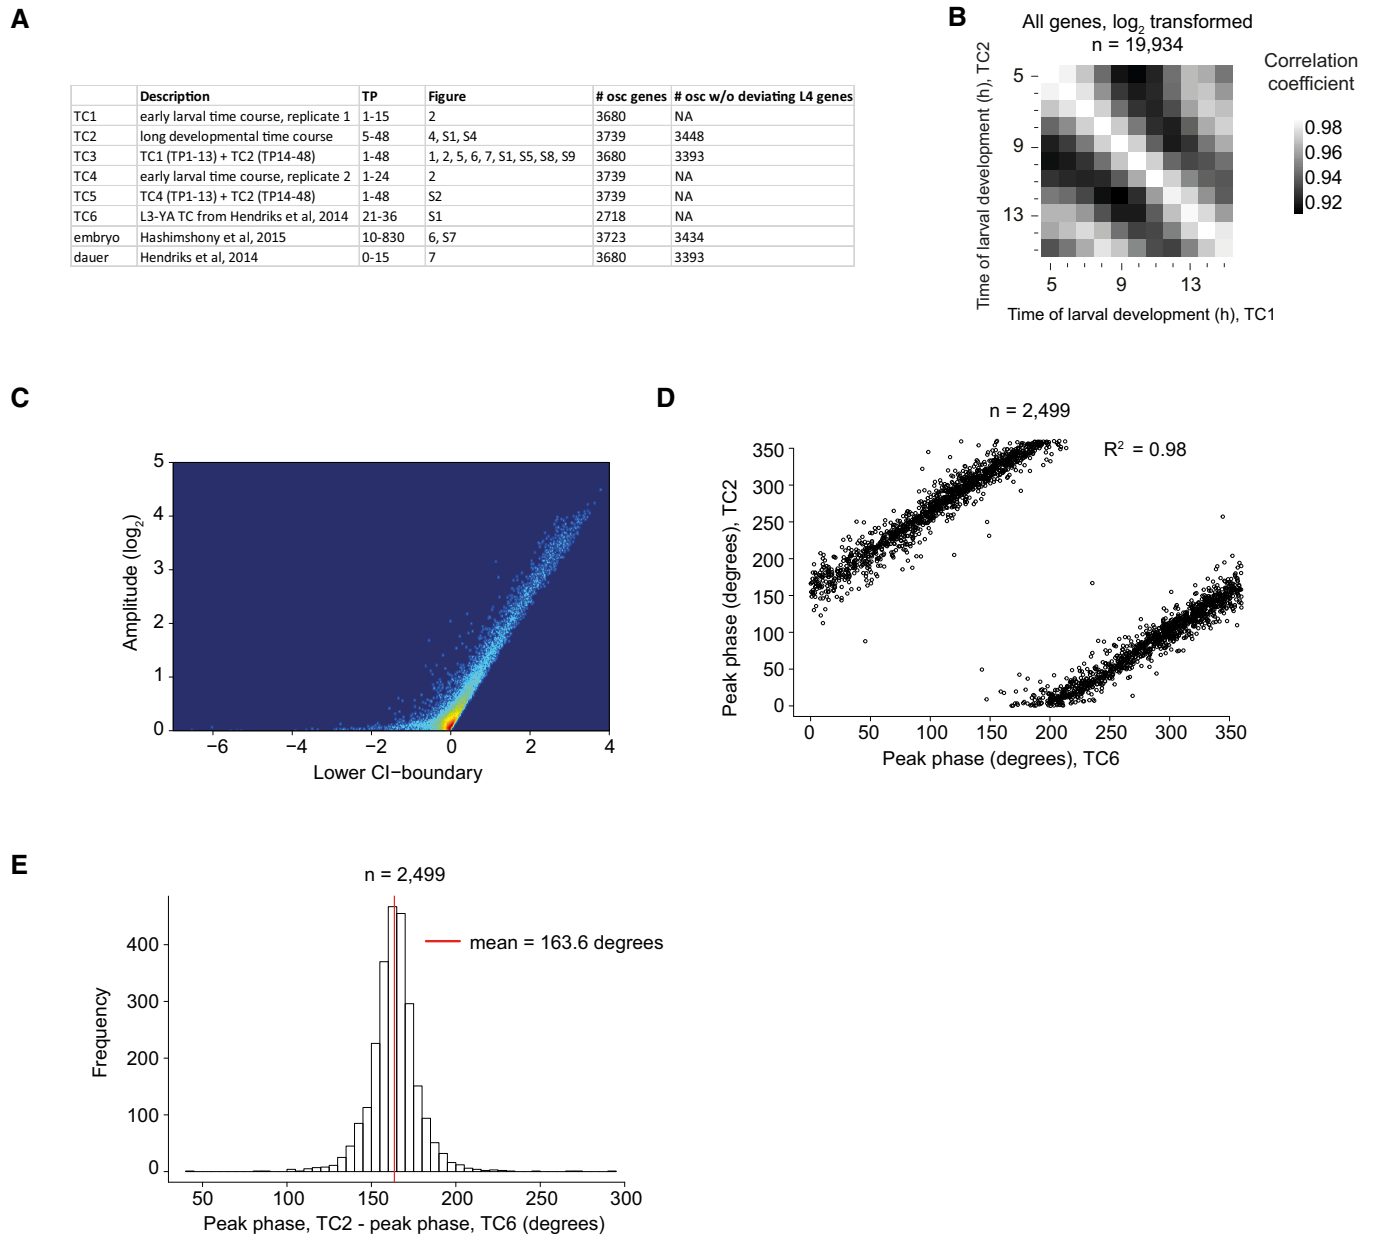 A
Description TP Figure # osc genes # osc w/o deviating L4 genes
TC1 early larval time course, replicate 1 1-15 2 3680 NA
TC2 long developmental time course 5-48 4, S1, S4 3739 3448
TC3 TC1 (TP1-13) + TC2 (TP14-48) 1-48 1, 2, 5, 6, 7, S1, S5, S8, S9 3680 3393
TC4 early larval time course, replicate 2 1-24 2 3739 NA
TC5 TC4 (TP1-13) + TC2 (TP14-48) 1-48 S2 3739 NA
TC6 L3-YA TC from Hendriks et al, 2014 21-36 S1 2718 NA
embryo Hashimshony et al, 2015 10-830 6, S7 3723 3434
dauer Hendriks et al, 2014 0-15 7 3680 3393
B
All genes, log2 transformed
n = 19,934
Time of larval development (h), TC2
5
9
13
5 9 13
Time of larval development (h), TC1
Correlation
coefficient
0.98
0.96
0.94
0.92
C
Amplitude (log2)
5
4
3
2
1
0
−6 −4 −2 0 2 4
Lower CI−boundary
D
n = 2,499
R2 = 0.98
Peak phase (degrees), TC2
350
300
250
200
150
100
50
0
0 50 100 150 200 250 300 350
Peak phase (degrees), TC6
E
n = 2,499
mean = 163.6 degrees
Frequency
400
300
200
100
0
50 100 150 200 250 300
Peak phase, TC2 - peak phase, TC6 (degrees)